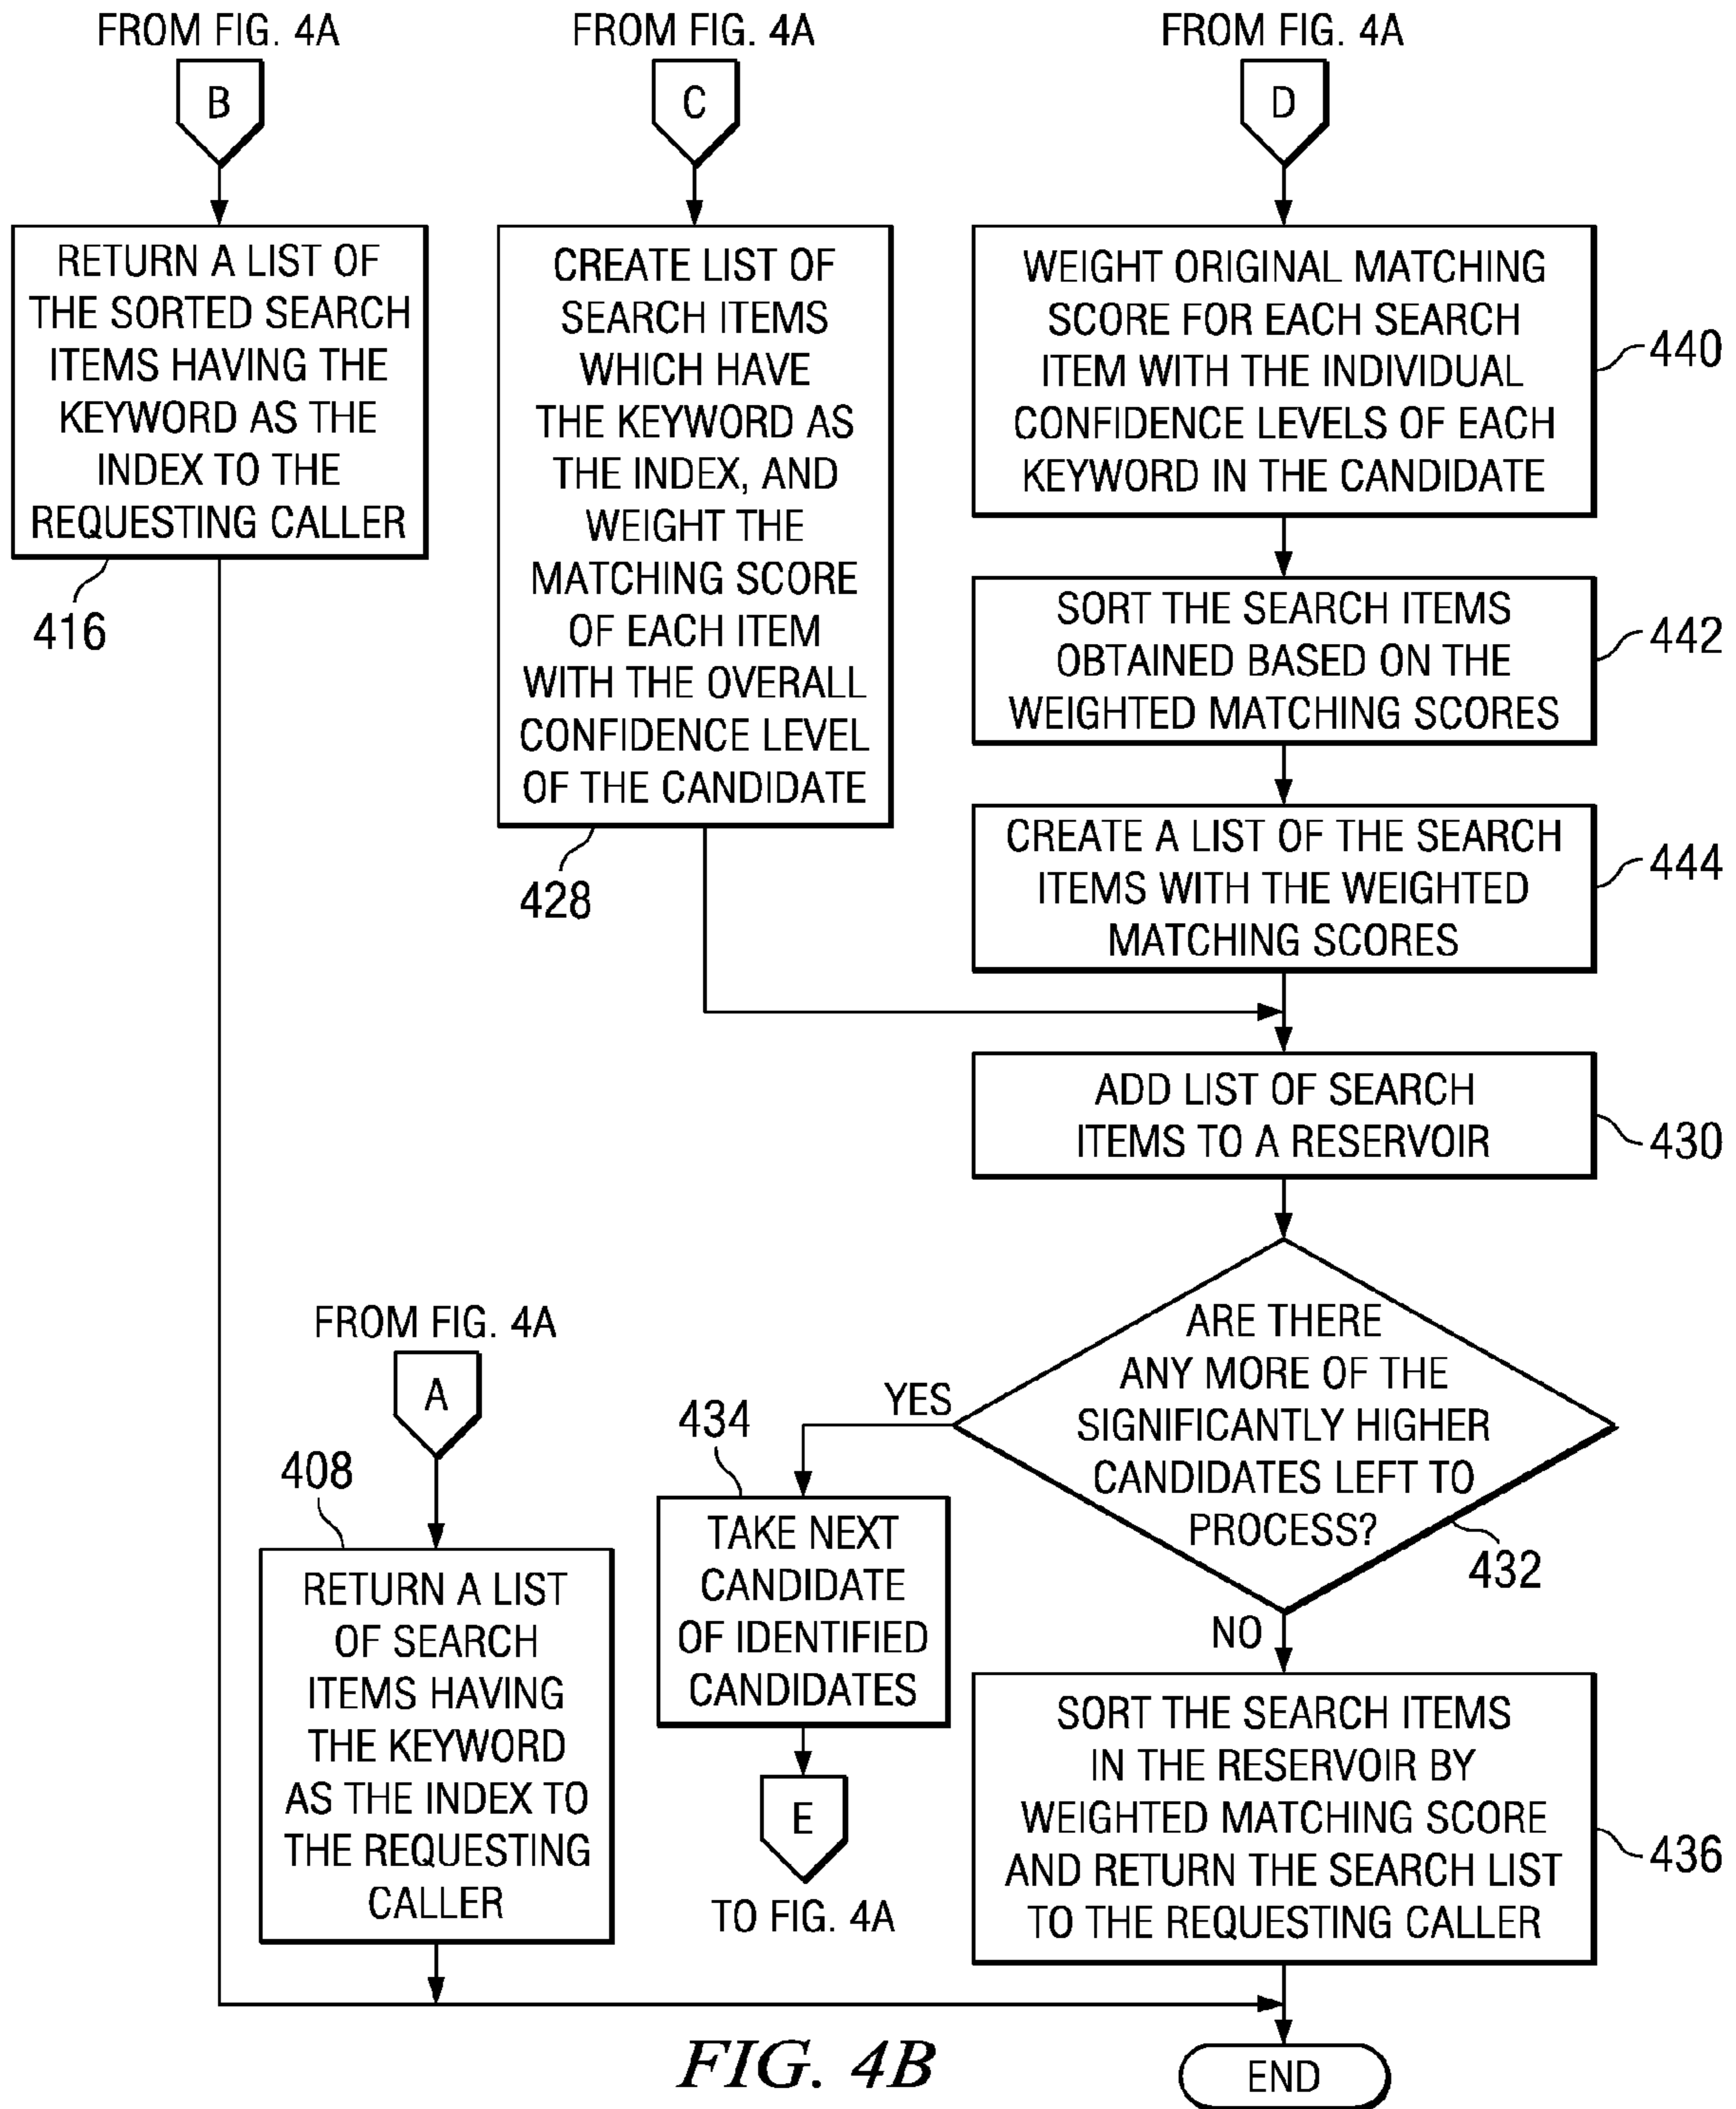 FROM FIG. 4A
B
RETURN A LIST OF
THE SORTED SEARCH
ITEMS HAVING THE
KEYWORD AS THE
INDEX TO THE
REQUESTING CALLER
416
FROM FIG. 4A
C
CREATE LIST OF
SEARCH ITEMS
WHICH HAVE
THE KEYWORD AS
THE INDEX, AND
WEIGHT THE
MATCHING SCORE
OF EACH ITEM
WITH THE OVERALL
CONFIDENCE LEVEL
OF THE CANDIDATE
428
FROM FIG. 4A
D
WEIGHT ORIGINAL MATCHING
SCORE FOR EACH SEARCH
ITEM WITH THE INDIVIDUAL
CONFIDENCE LEVELS OF EACH
KEYWORD IN THE CANDIDATE
440
SORT THE SEARCH ITEMS
OBTAINED BASED ON THE
WEIGHTED MATCHING SCORES
442
CREATE A LIST OF THE SEARCH
ITEMS WITH THE WEIGHTED
MATCHING SCORES
444
ADD LIST OF SEARCH
ITEMS TO A RESERVOIR
430
ARE THERE
ANY MORE OF THE
SIGNIFICANTLY HIGHER
CANDIDATES LEFT TO
PROCESS?
432
YES
NO
434
TAKE NEXT
CANDIDATE
OF IDENTIFIED
CANDIDATES
E
TO FIG. 4A
FROM FIG. 4A
A
408
RETURN A LIST
OF SEARCH
ITEMS HAVING
THE KEYWORD
AS THE INDEX TO
THE REQUESTING
CALLER
SORT THE SEARCH ITEMS
IN THE RESERVOIR BY
WEIGHTED MATCHING SCORE
AND RETURN THE SEARCH LIST
TO THE REQUESTING CALLER
436
END
FIG. 4B